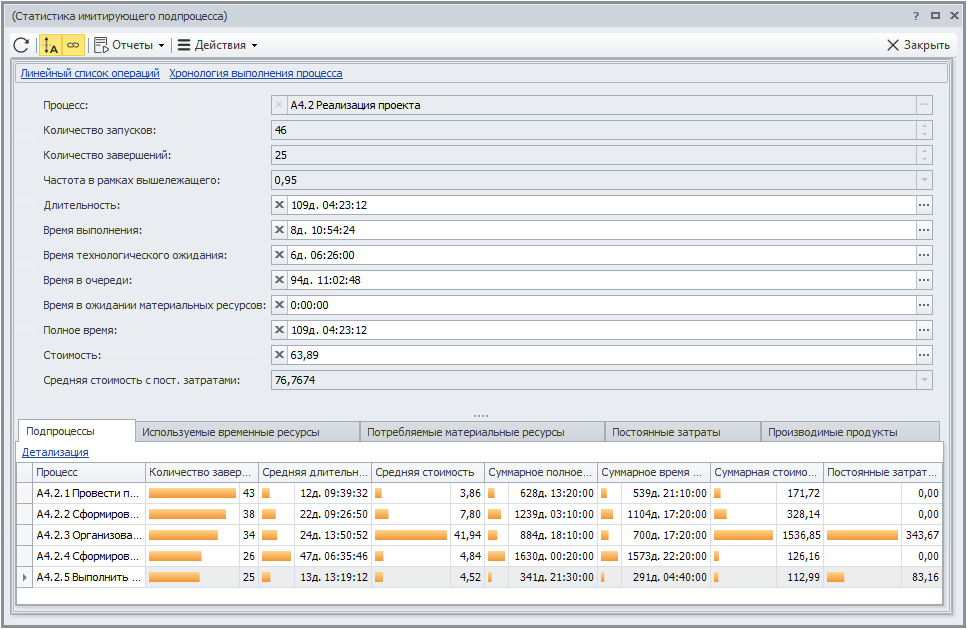 (Статистика имитирующего подпроцесса) ?
Отчеты Действия Закрыть
Линейный список операций Хронология выполнения процесса
Процесс: A4.2 Реализация проекта
Количество запусков: 46
Количество завершений: 25
Частота в рамках вышележащего: 0,95
Длительность: 109д. 04:23:12
Время выполнения: 8д. 10:54:24
Время технологического ожидания: 6д. 06:26:00
Время в очереди: 94д. 11:02:48
Время в ожидании материальных ресурсов: 0:00:00
Полное время: 109д. 04:23:12
Стоимость: 63,89
Средняя стоимость с пост. затратами: 76,7674
Подпроцессы Используемые временные ресурсы Потребляемые материальные ресурсы Постоянные затраты Производимые продукты
Детализация
Процесс Количество завер... Средняя длительн... Средняя стоимость Суммарное полное... Суммарное время ... Суммарная стоимо... Постоянные затрат...
A4.2.1 Провести п... 43 12д. 09:39:32 3,86 628д. 13:20:00 539д. 21:10:00 171,72 0,00
A4.2.2 Сформиров... 38 22д. 09:26:50 7,80 1239д. 03:10:00 1104д. 17:20:00 328,14 0,00
A4.2.3 Организова... 34 24д. 13:50:52 41,94 884д. 18:10:00 700д. 17:20:00 1536,85 343,67
A4.2.4 Сформиров... 26 47д. 06:35:46 4,84 1630д. 00:20:00 1573д. 22:20:00 126,16 0,00
A4.2.5 Выполнить ... 25 13д. 13:19:12 4,52 341д. 21:30:00 291д. 04:40:00 112,99 83,16